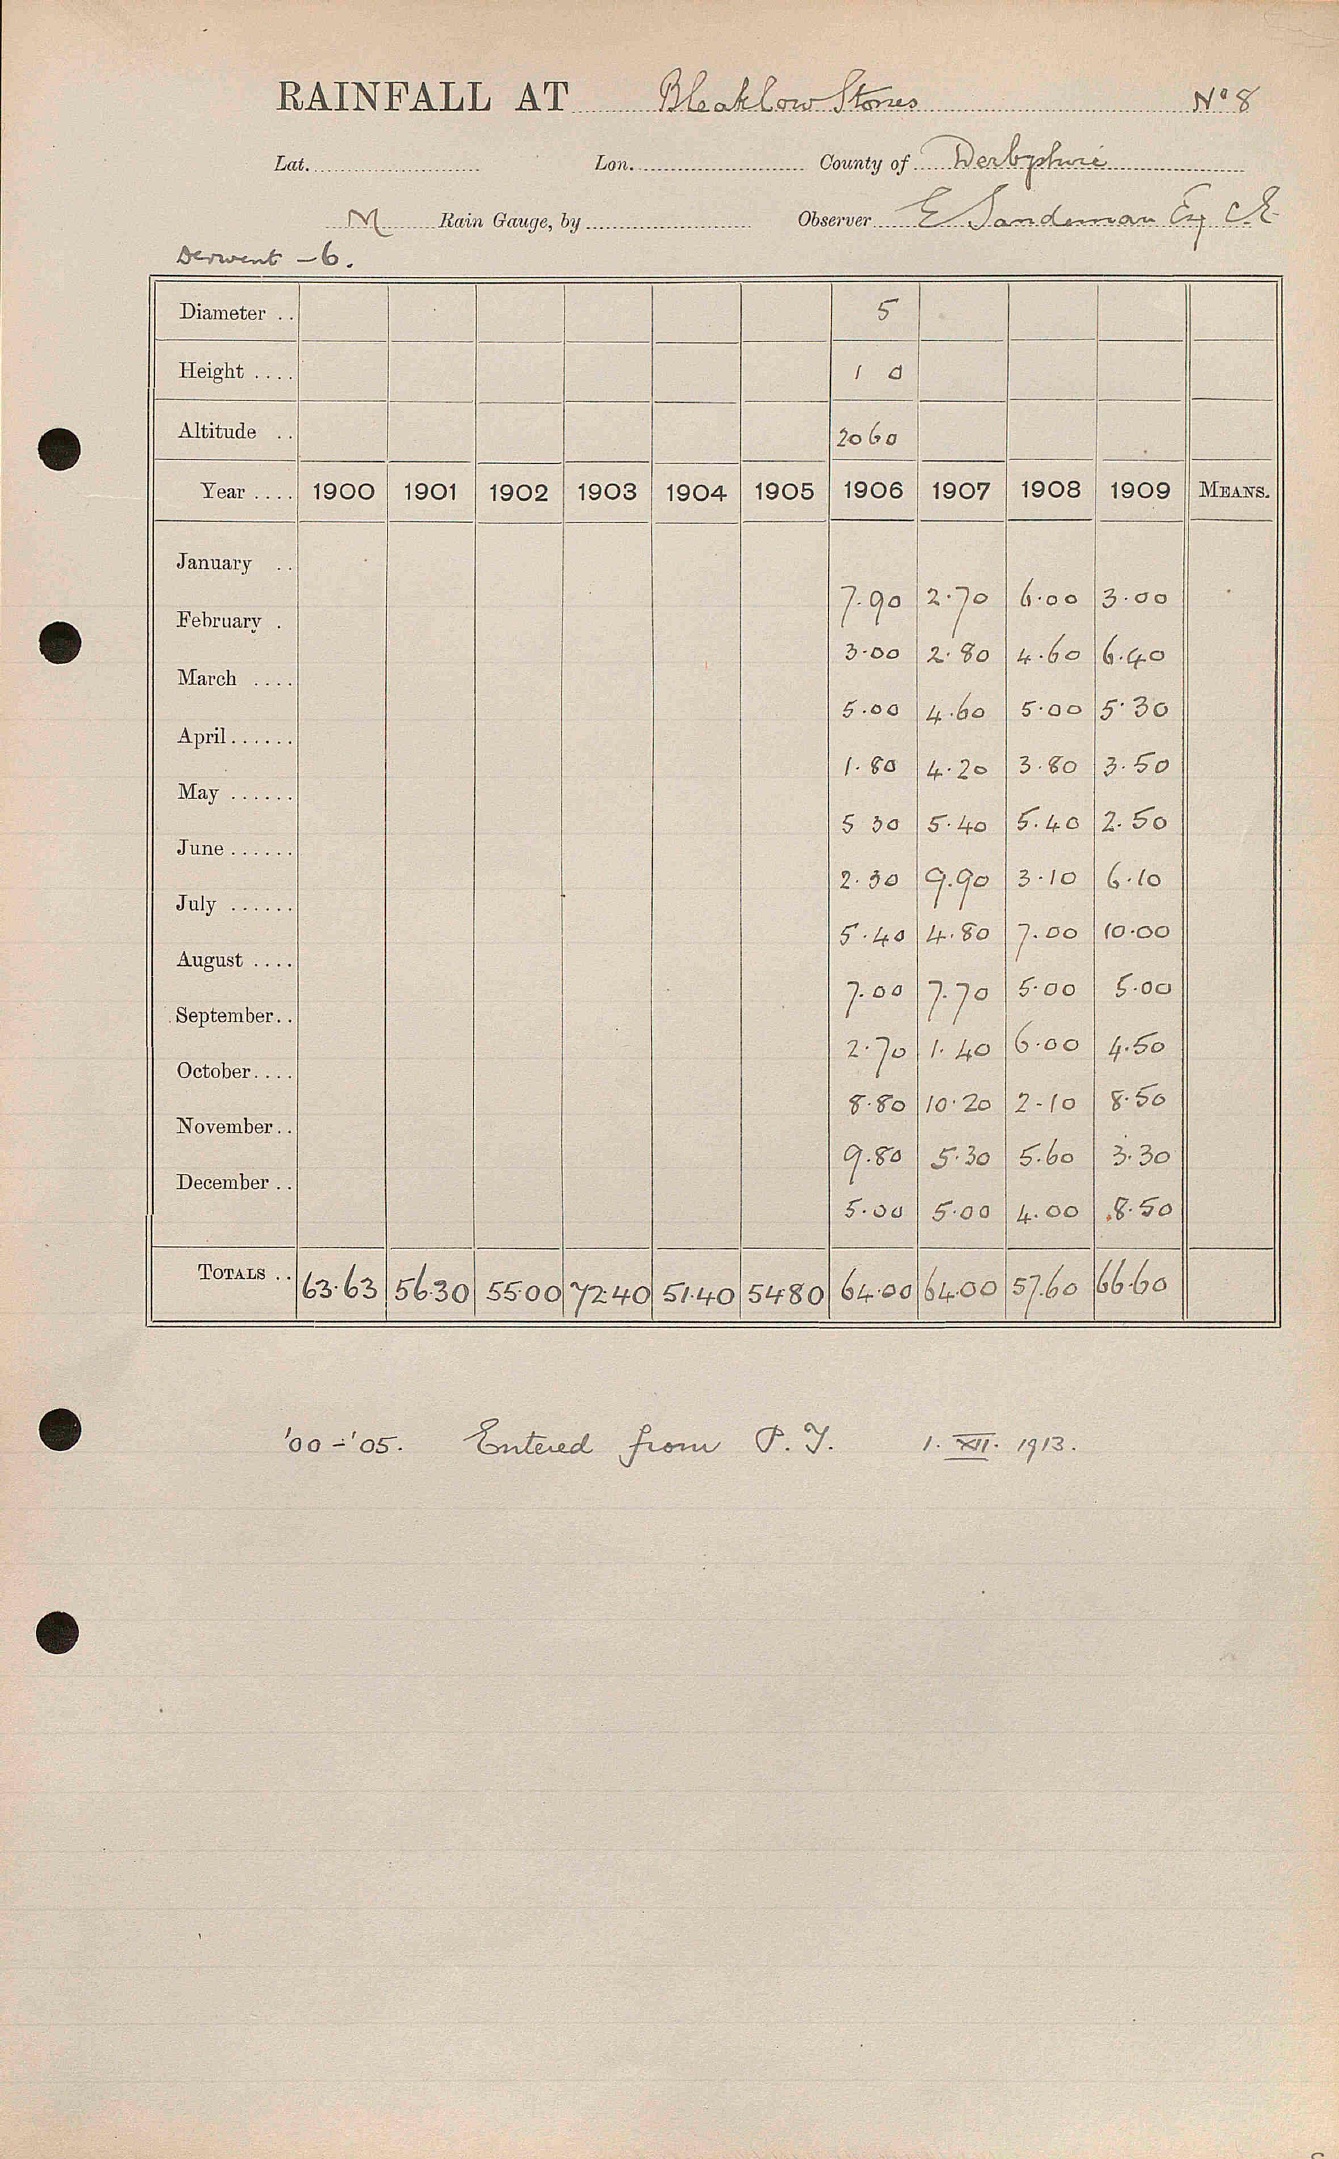 RAINFALL AT Bleaklow Stones No 8
Lat. Lon. County of Derbyshire
M Rain Gauge, by Observer E Sandeman Esq C.E.
Derwent - 6.
Diameter .. 5
Height .... 1 0
Altitude .. 2060
Year .... 1900 1901 1902 1903 1904 1905 1906 1907 1908 1909 MEANS.
January .. 7.90 2.70 6.00 3.00
February . 3.00 2.80 4.60 6.40
March .... 5.00 4.60 5.00 5.30
April ...... 1.80 4.20 3.80 3.50
May ...... 5 30 5.40 5.40 2.50
June ...... 2.30 9.90 3.10 6.10
July ...... 5.40 4.80 7.00 10.00
August .... 7.00 7.70 5.00 5.00
September.. 2.70 1.40 6.00 4.50
October.... 8.80 10.20 2-10 8.50
November.. 9.80 5.30 5.60 3.30
December .. 5.00 5.00 4.00 8.50
TOTALS .. 63.63 56.30 55.00 72.40 51.40 54.80 64.00 64.00 57.60 66.60
'00-'05. Entered from P. T. 1. XII. 1913.